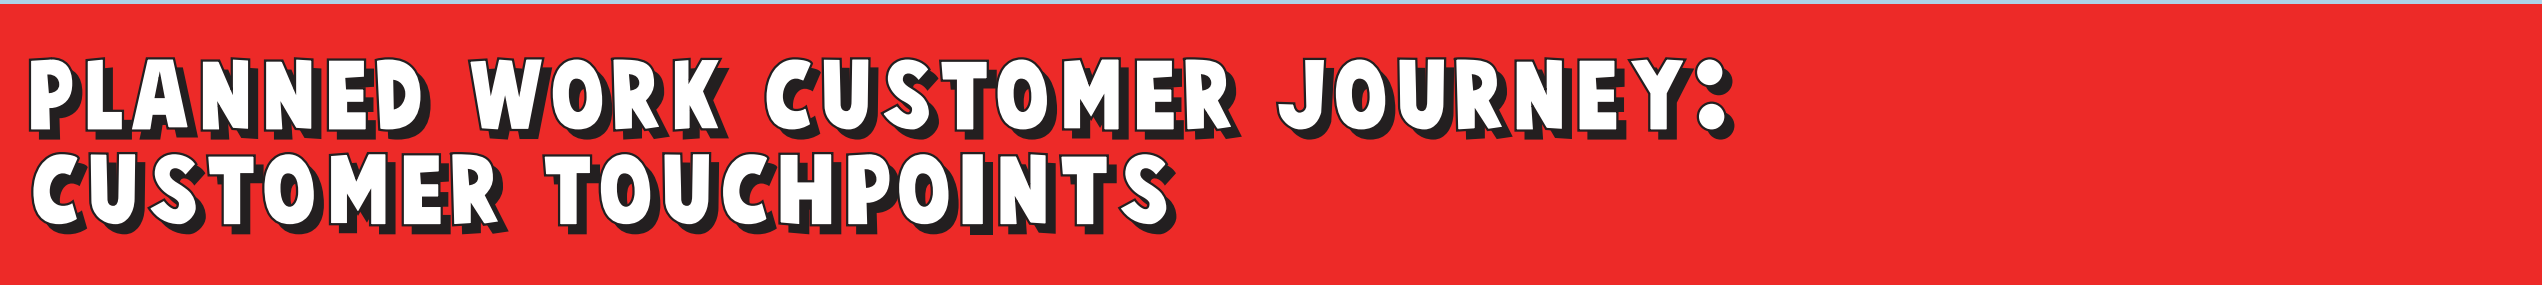 PLANNED WORK CUSTOMER JOURNEY:
CUSTOMER TOUCHPOINTS